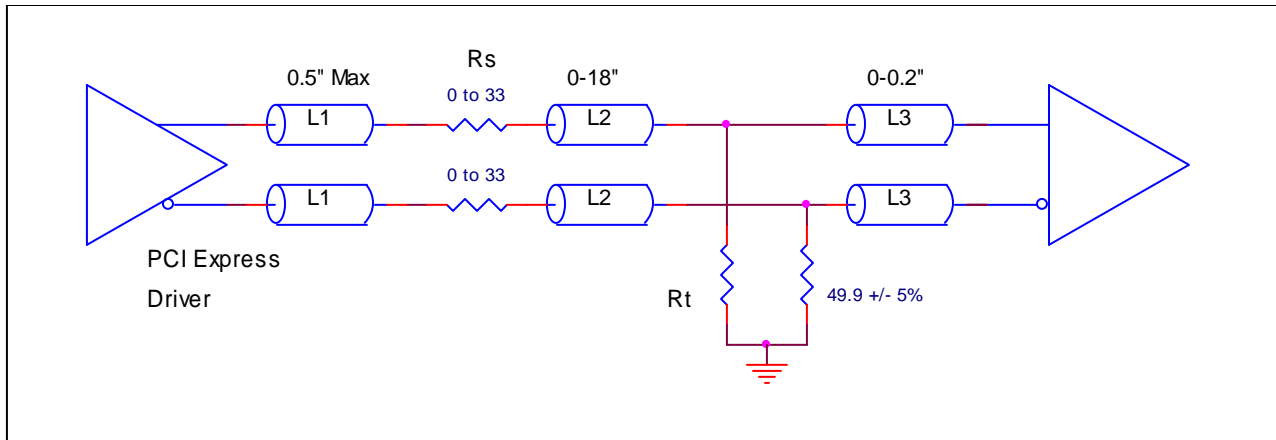 Rs
0.5" Max
0-18"
0-0.2"
0 to 33
L1
L2
L3
0 to 33
L1
L2
L3
PCI Express
Driver
Rt
49.9 +/- 5%